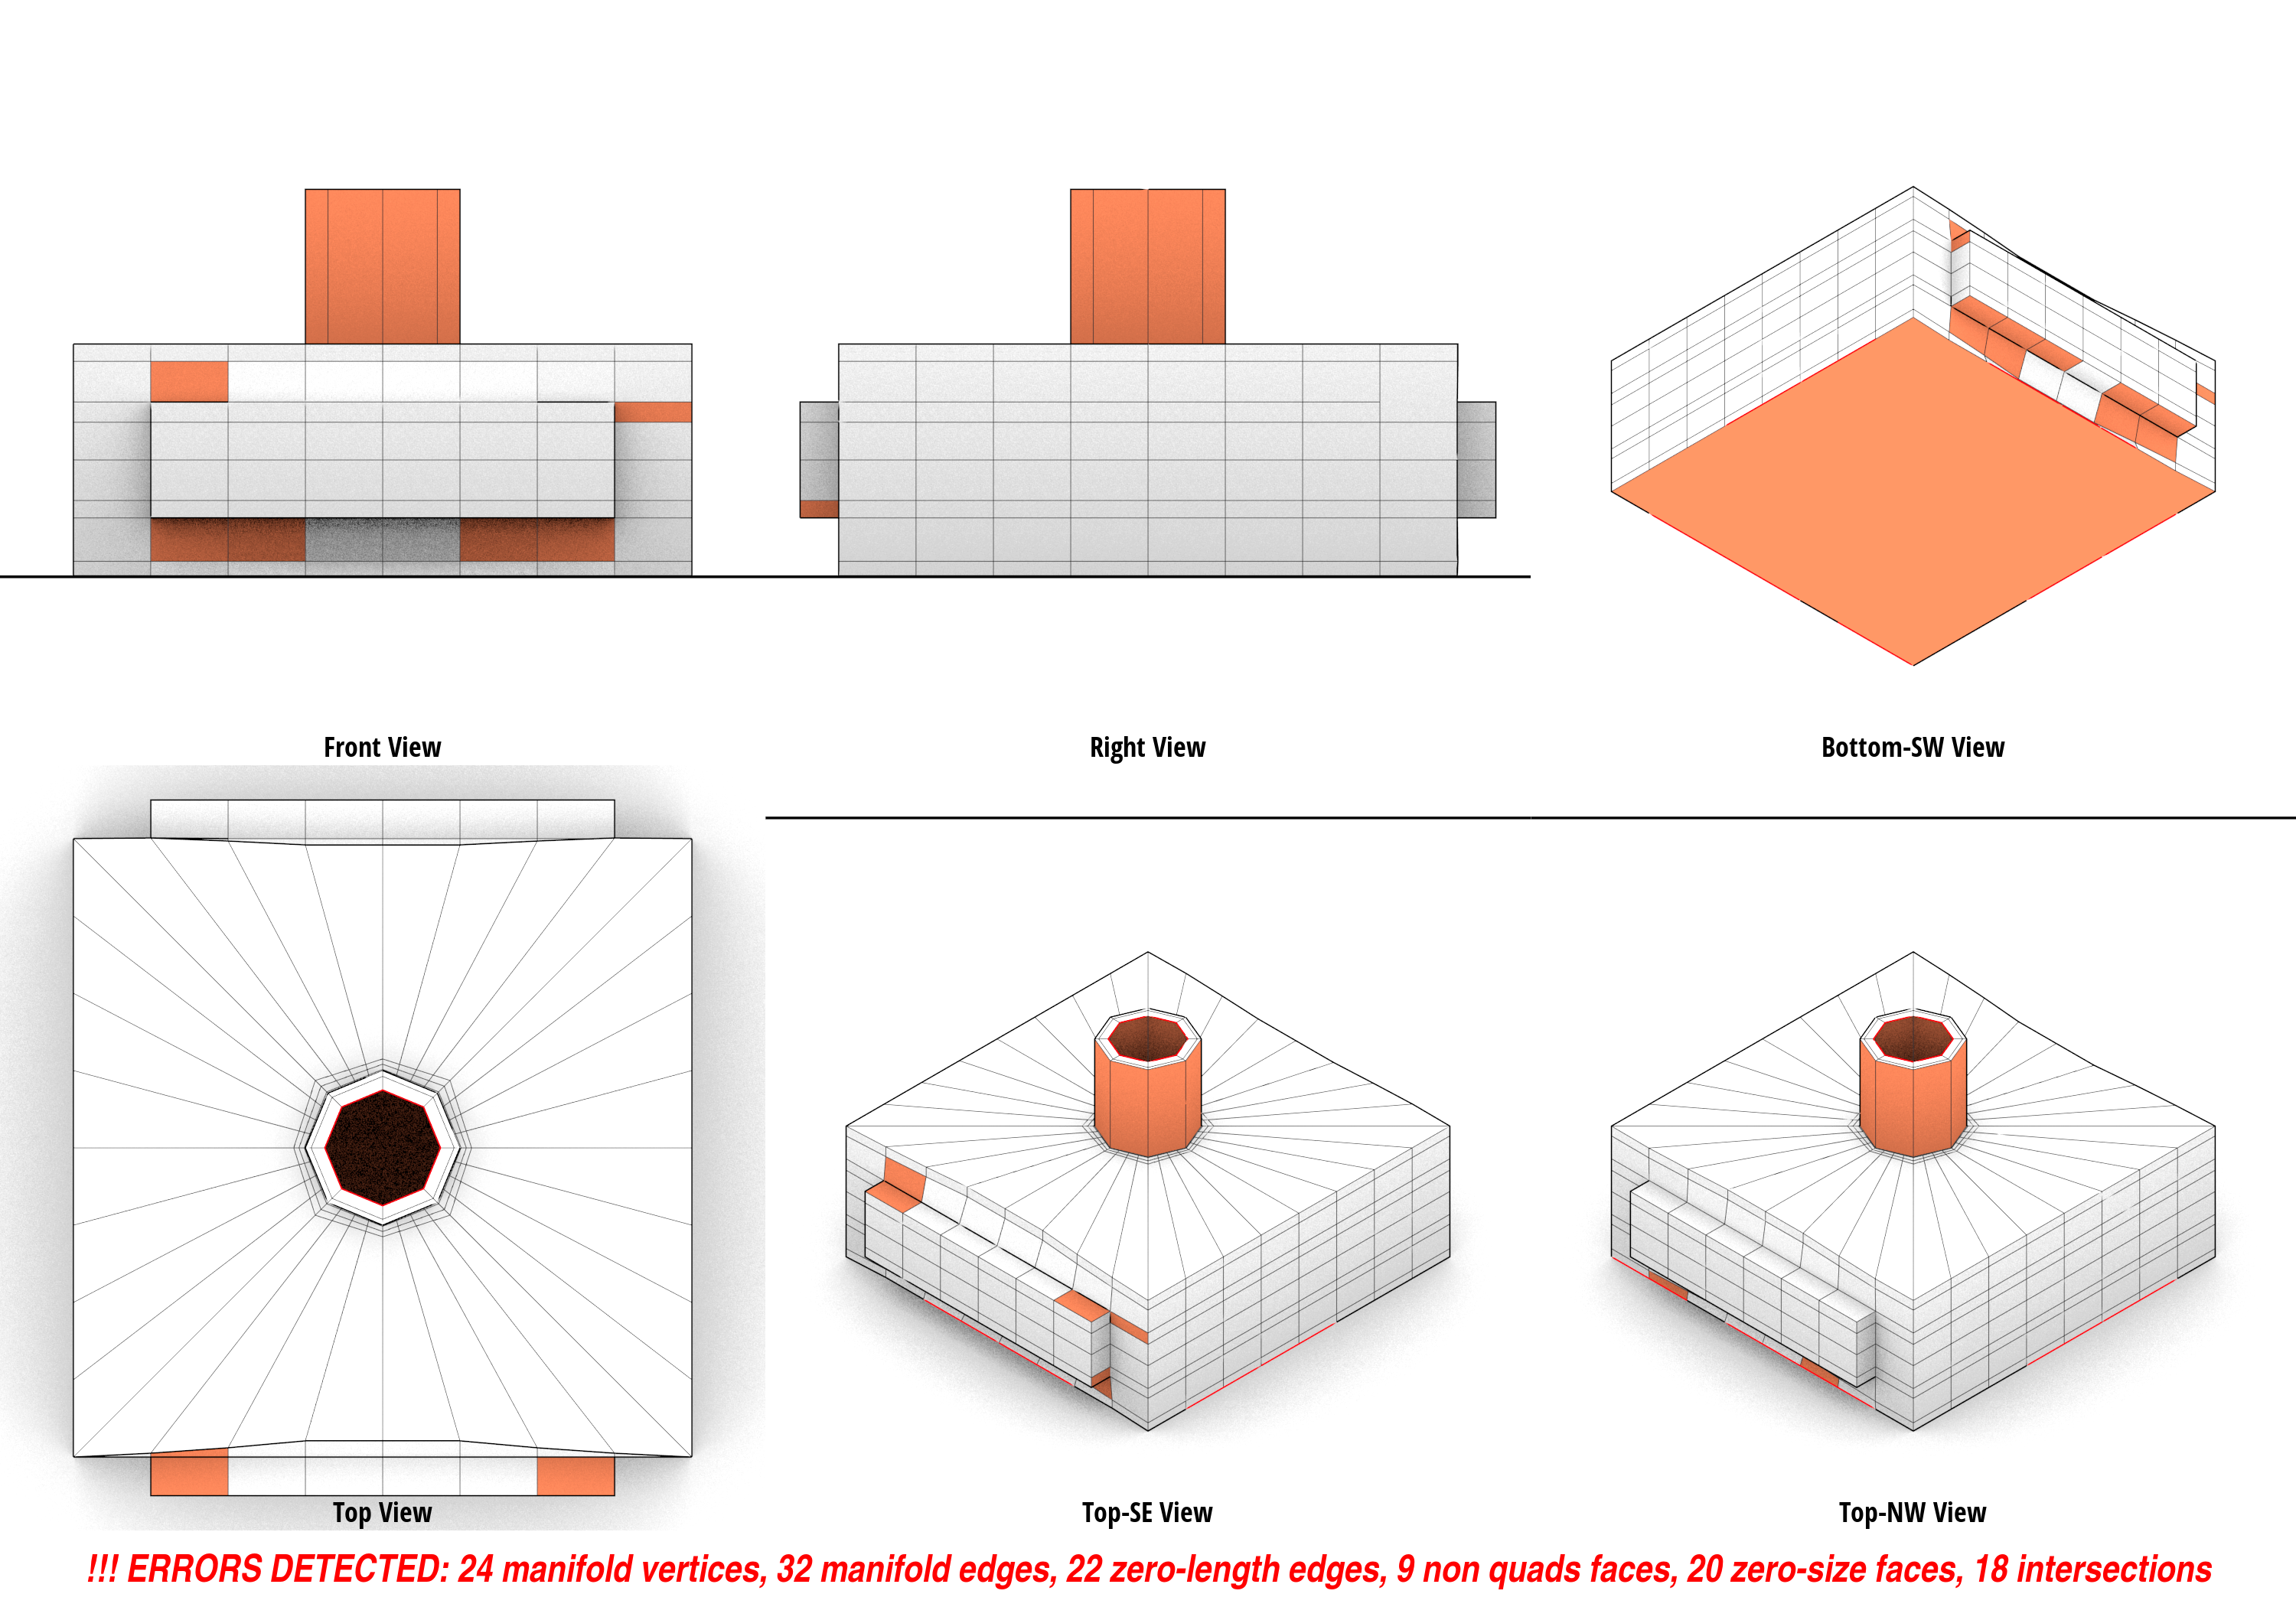 Front View
Right View
Bottom-SW View
Top View
Top-SE View
Top-NW View
!!! ERRORS DETECTED: 24 manifold vertices, 32 manifold edges, 22 zero-length edges, 9 non quads faces, 20 zero-size faces, 18 intersections